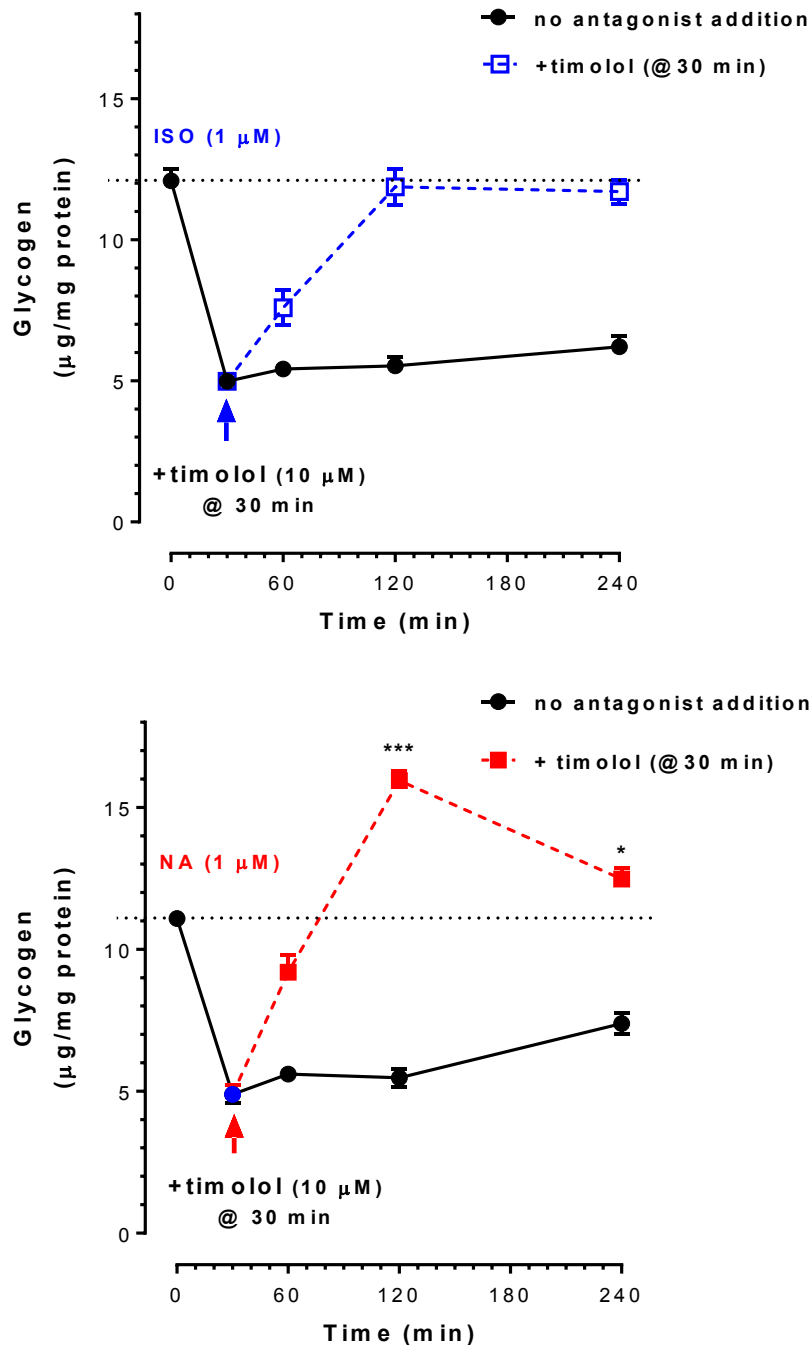 no antagonist addition
+timolol (@ 30 min)
15
ISO (1 μM)
10
Glycogen
(μg/mg protein)
5
+timolol (10 μM)
@ 30 min
0
0 60 120 180 240
Time (min)
no antagonist addition
+ timolol (@ 30 min)
***
15
NA (1 μM)
*
10
Glycogen
(μg/mg protein)
5
+timolol (10 μM)
@ 30 min
0
0 60 120 180 240
Time (min)